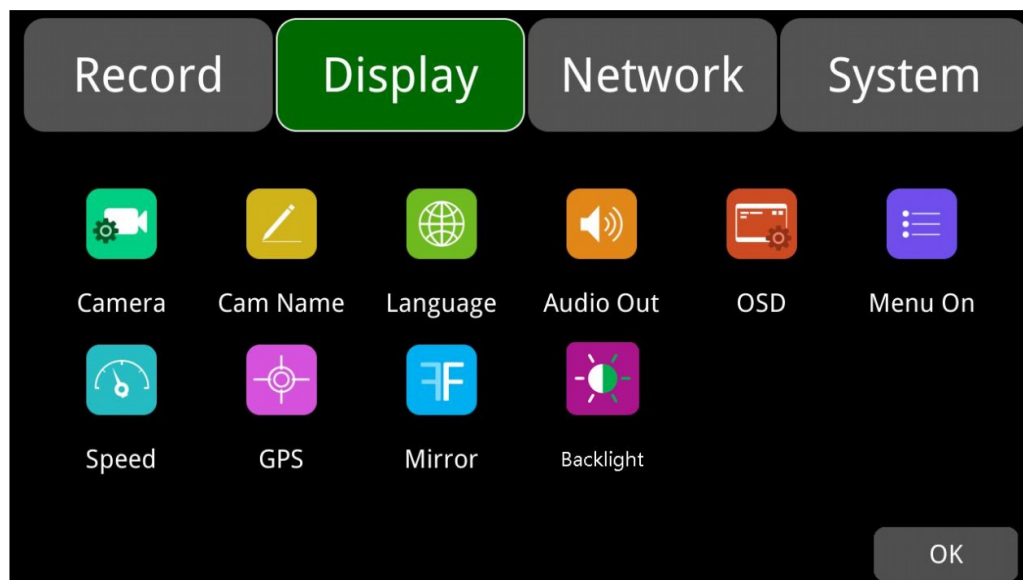 Record Display Network System
Camera Cam Name Language Audio Out OSD Menu On
Speed GPS Mirror Backlight
OK